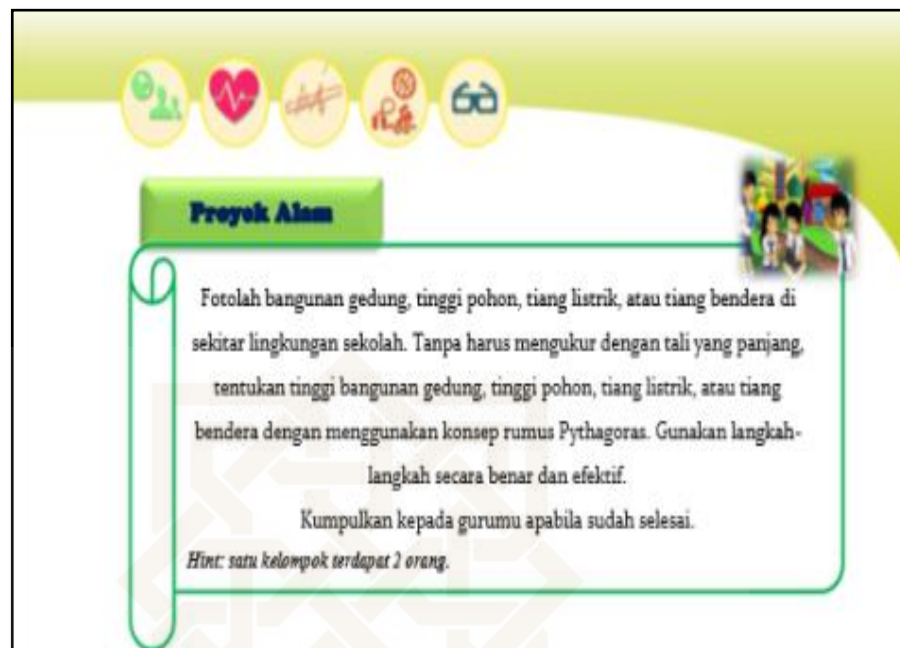 Proyek Alam
Fotolah bangunan gedung, tinggi pohon, tiang listrik, atau tiang bendera di
sekitar lingkungan sekolah. Tanpa harus mengukur dengan tali yang panjang,
tentukan tinggi bangunan gedung, tinggi pohon, tiang listrik, atau tiang
bendera dengan menggunakan konsep rumus Pythagoras. Gunakan langkah-
langkah secara benar dan efektif.
Kumpulkan kepada gurumu apabila sudah selesai.
Hint: satu kelompok terdapat 2 orang.